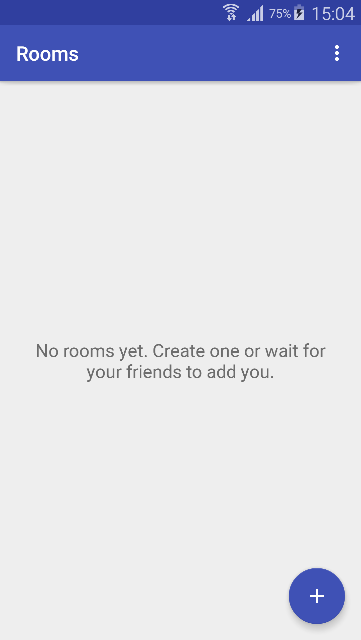 75% 15:04
Rooms
No rooms yet. Create one or wait for
your friends to add you.